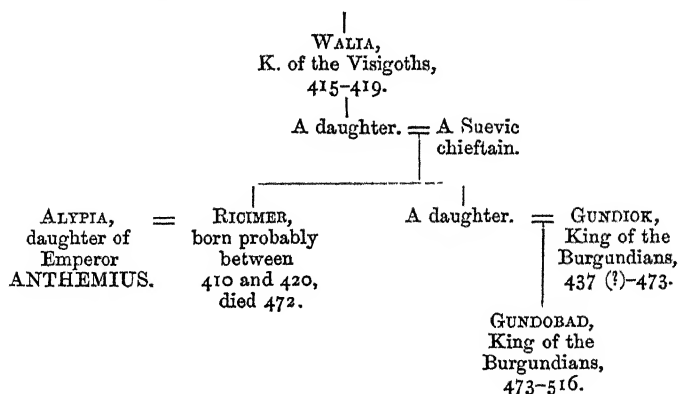 WALIA,
K. of the Visigoths,
415–419.
A daughter. = A Suevic
chieftain.
ALYPIA,
daughter of
Emperor
ANTHEMIUS.
=
RICIMER,
born probably
between
410 and 420,
died 472.
A daughter.
=
GUNDIOK,
King of the
Burgundians,
437 (?)–473.
GUNDOBAD,
King of the
Burgundians,
473–516.